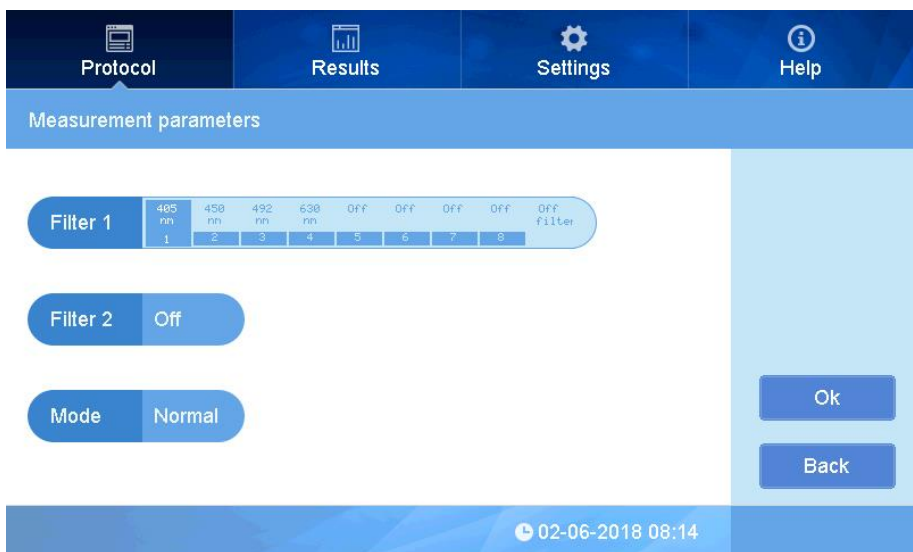 Protocol Results Settings Help
Measurement parameters
Filter 1 405 450 492 630 Off Off Off Off Off
nm nm nm nm filter
1 2 3 4 5 6 7 8
Filter 2 Off
Mode Normal
Ok
Back
02-06-2018 08:14